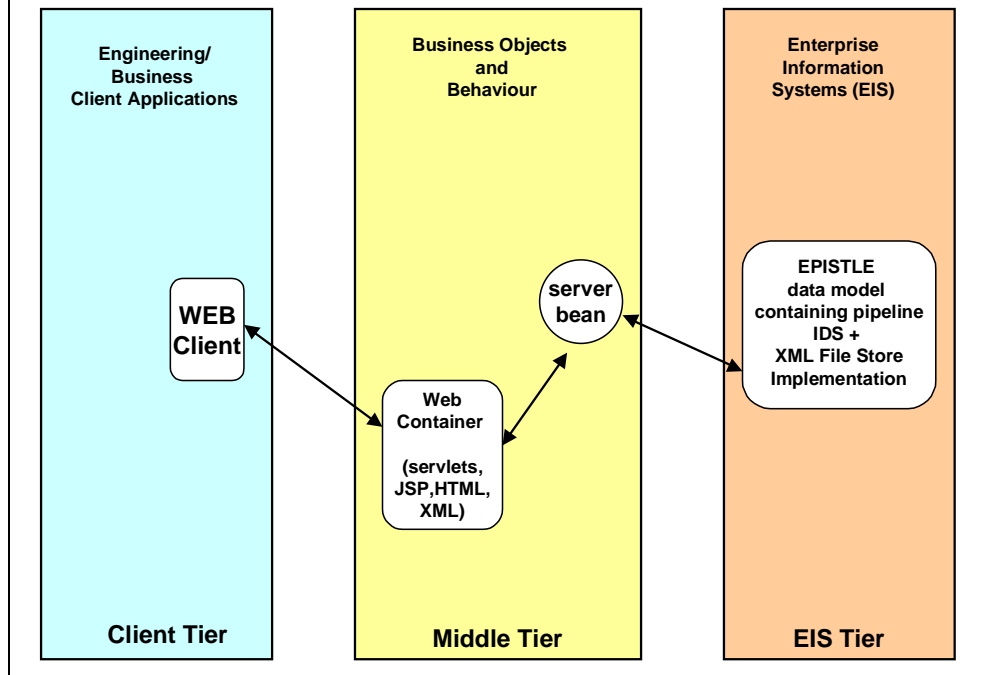 Engineering/
Business
Client Applications
WEB
Client
Client Tier
Business Objects
and
Behaviour
server
bean
Web
Container
(servlets,
JSP,HTML,
XML)
Middle Tier
Enterprise
Information
Systems (EIS)
EPISTLE
data model
containing pipeline
IDS +
XML File Store
Implementation
EIS Tier